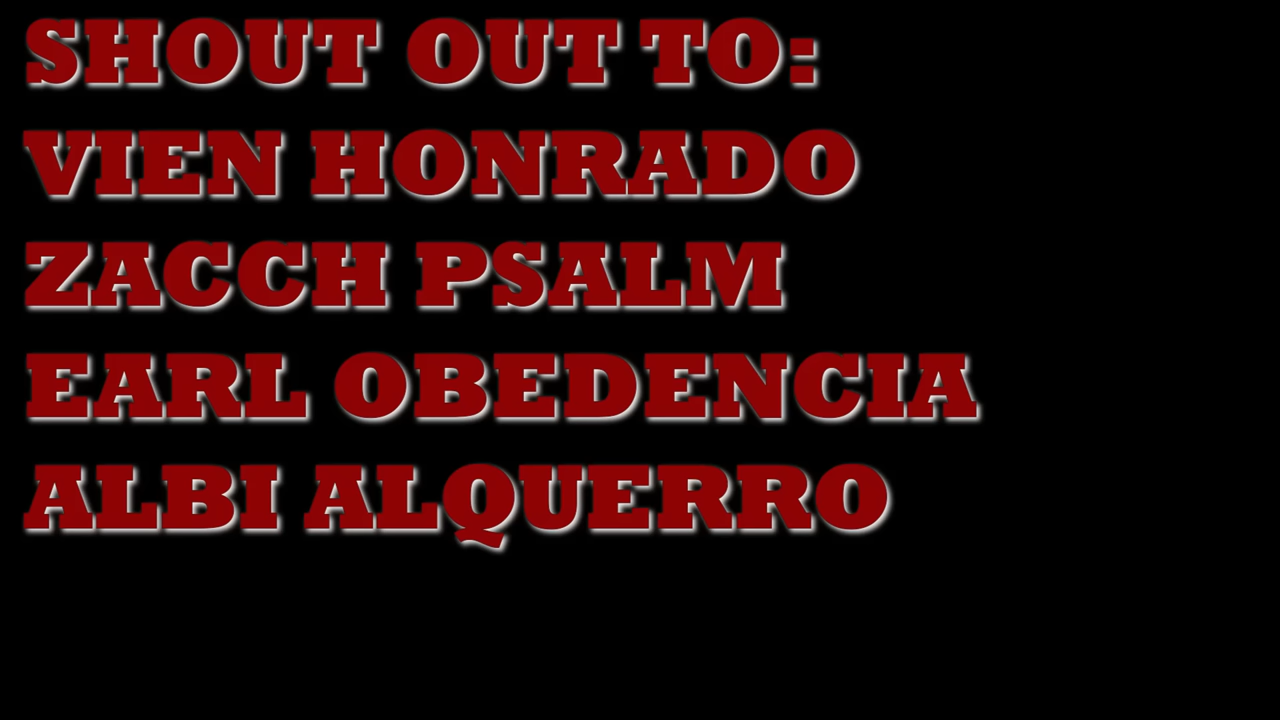 SHOUT OUT TO:
VIEN HONRADO
ZACCH PSALM
EARL OBEDENCIA
ALBI ALQUERRO